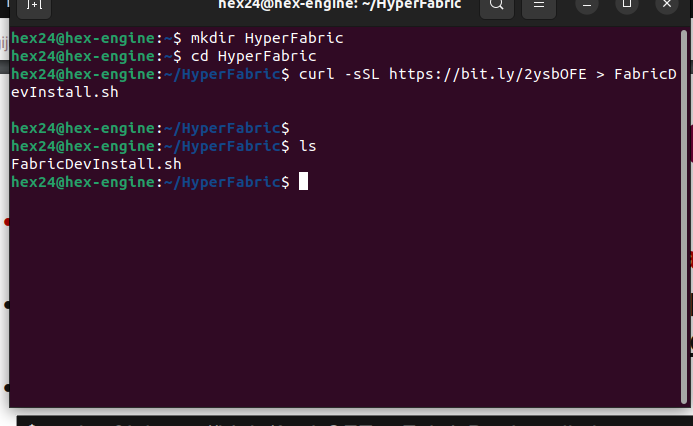 hex24@hex-engine: ~/HyperFabric
hex24@hex-engine:~$ mkdir HyperFabric
hex24@hex-engine:~$ cd HyperFabric
hex24@hex-engine:~/HyperFabric$ curl -sSL https://bit.ly/2ysbOFE > FabricD
evInstall.sh
hex24@hex-engine:~/HyperFabric$
hex24@hex-engine:~/HyperFabric$ ls
FabricDevInstall.sh
hex24@hex-engine:~/HyperFabric$